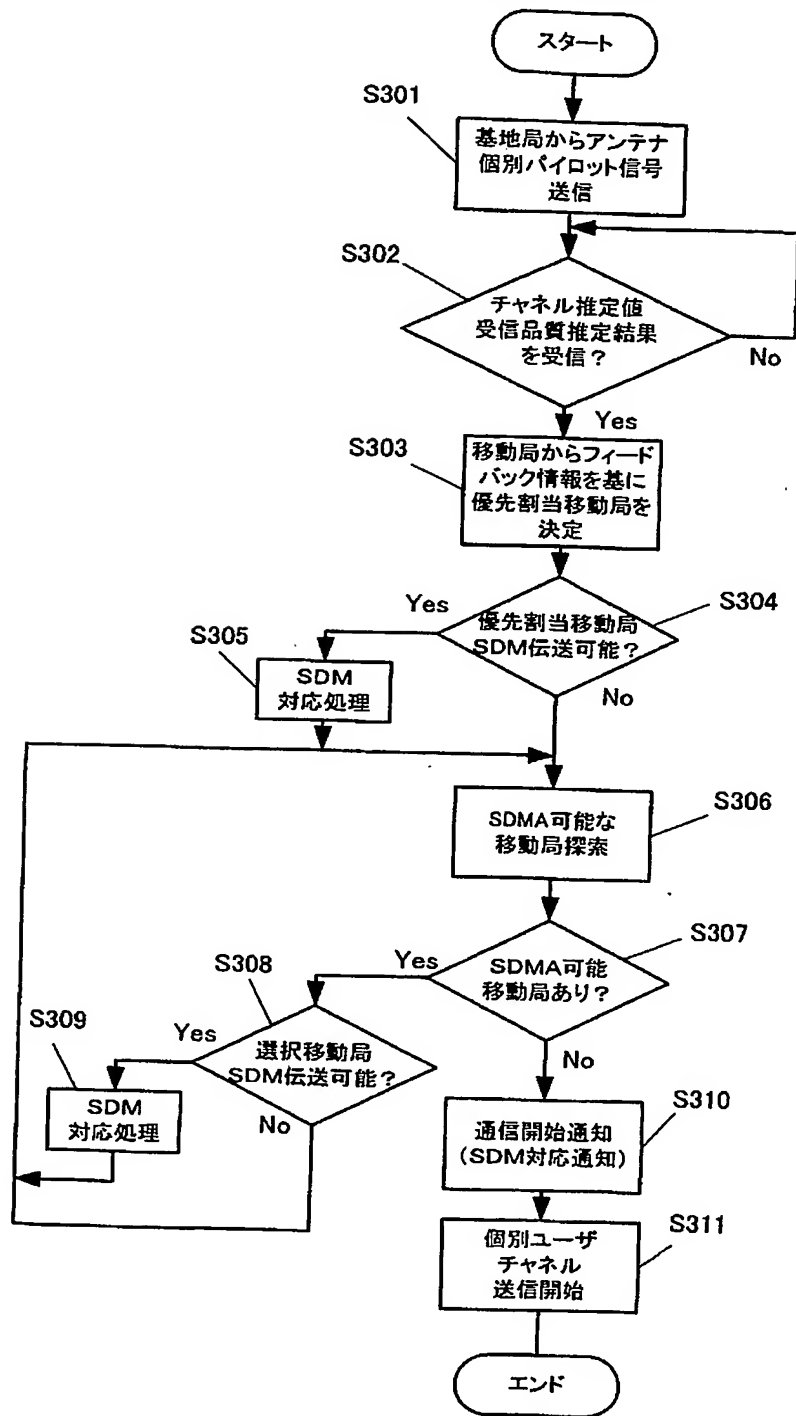 スタート
S301
基地局からアンテナ
個別パイロット信号
送信
S302
チャネル推定値
受信品質推定結果
を受信？
No
Yes
S303
移動局からフィード
バック情報を基に
優先割当移動局を
決定
S304
Yes
優先割当移動局
SDM伝送可能？
S305
SDM
対応処理
No
S306
SDMA可能な
移動局探索
S307
Yes
SDMA可能
移動局あり？
S308
Yes
選択移動局
SDM伝送可能？
S309
SDM
対応処理
No
No
S310
通信開始通知
（SDM対応通知）
S311
個別ユーザ
チャネル
送信開始
エンド